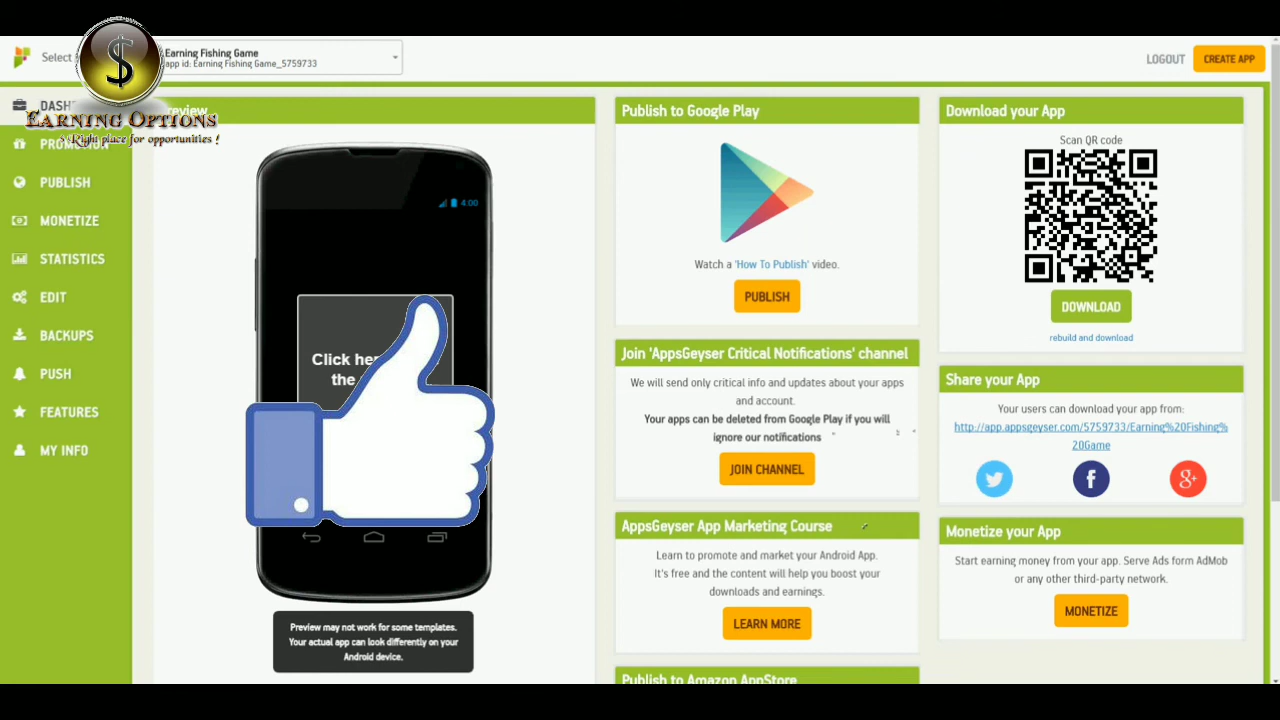 Select
Earning Fishing Game
app id: Earning Fishing Game_5759733
LOGOUT
CREATE APP
$
EARNING OPTIONS
Right place for opportunities !
PUBLISH
MONETIZE
STATISTICS
EDIT
BACKUPS
PUSH
FEATURES
MY INFO
4:00
Click
the
Preview may not work for some templates.
Your actual app can look differently on your
Android device.
Publish to Google Play
Watch a 'How To Publish' video.
PUBLISH
Join 'AppsGeyser Critical Notifications' channel
We will send only critical info and updates about your apps
and account.
Your apps can be deleted from Google Play if you will
ignore our notifications
JOIN CHANNEL
AppsGeyser App Marketing Course
Learn to promote and market your Android App.
It's free and the content will help you boost your
downloads and earnings.
LEARN MORE
Publish to Amazon AppStore
Download your App
Scan QR code
DOWNLOAD
rebuild and download
Share your App
Your users can download your app from:
http://app.appsgeyser.com/5759733/Earning%20Fishing%
20Game
Monetize your App
Start earning money from your app. Serve Ads form AdMob
or any other third-party network.
MONETIZE